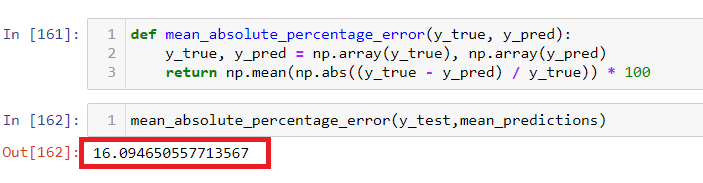 In [161]:
1 def mean_absolute_percentage_error(y_true, y_pred):
2     y_true, y_pred = np.array(y_true), np.array(y_pred)
3     return np.mean(np.abs((y_true - y_pred) / y_true)) * 100
In [162]:
1 mean_absolute_percentage_error(y_test,mean_predictions)
Out[162]: 16.094650557713567